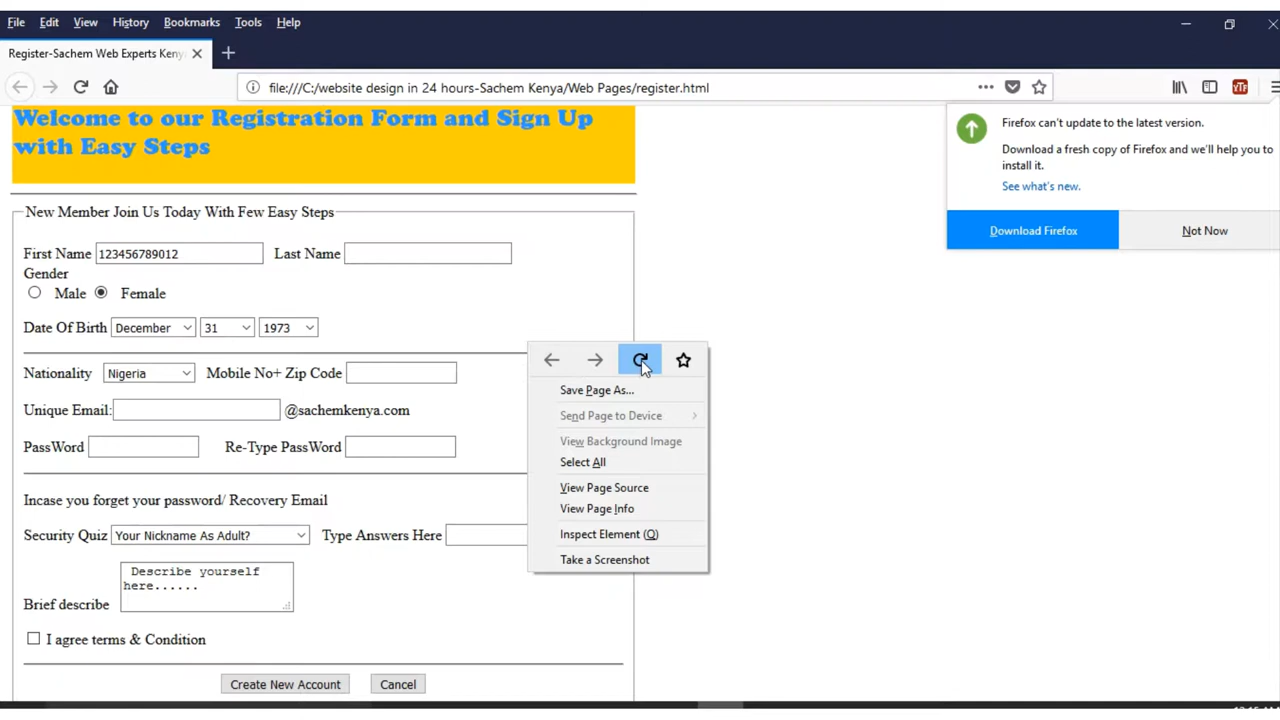 File Edit View History Bookmarks Tools Help
Register-Sachem Web Experts Keny
file:///C:/website design in 24 hours-Sachem Kenya/Web Pages/register.html
YTF
Welcome to our Registration Form and Sign Up
with Easy Steps
Firefox can't update to the latest version.
Download a fresh copy of Firefox and we'll help you to
install it.
See what's new.
Download Firefox Not Now
New Member Join Us Today With Few Easy Steps
First Name 123456789012 Last Name
Gender
Male Female
Date Of Birth December 31 1973
Nationality Nigeria Mobile No+ Zip Code
Unique Email: @sachemkenya.com
PassWord Re-Type PassWord
Incase you forget your password/ Recovery Email
Security Quiz Your Nickname As Adult? Type Answers Here
Describe yourself
here......
Brief describe
I agree terms & Condition
Create New Account Cancel
Save Page As...
Send Page to Device
View Background Image
Select All
View Page Source
View Page Info
Inspect Element (Q)
Take a Screenshot